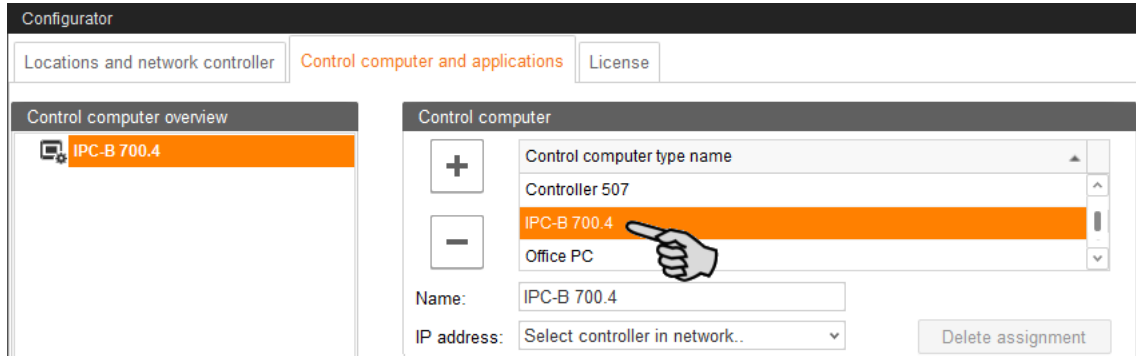 Configurator
Locations and network controller Control computer and applications License
Control computer overview
IPC-B 700.4
Control computer
Control computer type name
Controller 507
IPC-B 700.4
Office PC
Name: IPC-B 700.4
IP address: Select controller in network.. Delete assignment